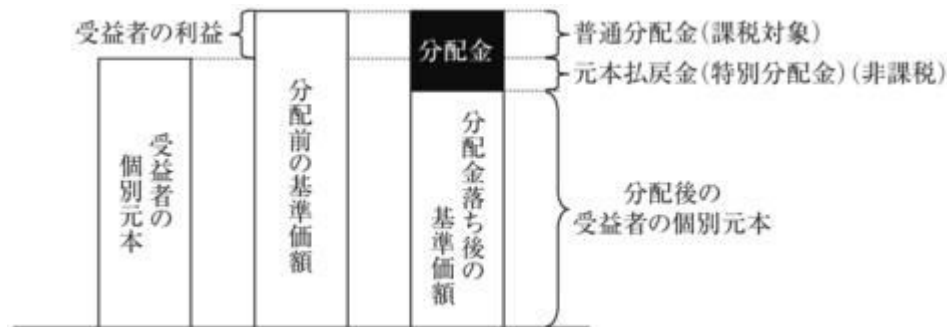 受益者の利益
分配金
普通分配金(課税対象)
元本払戻金(特別分配金)(非課税)
受益者の
個別元本
分配前の基準価額
分配金落ち後の
基準価額
分配後の
受益者の個別元本